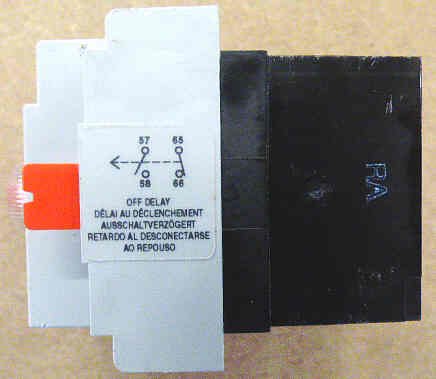 57 65
58 66
OFF DELAY
DÉLAI AU DÉCLENCHEMENT
AUSSCHALTVERZÖGERT
RETARDO AL DESCONECTARSE
AO REPOUSO
RA